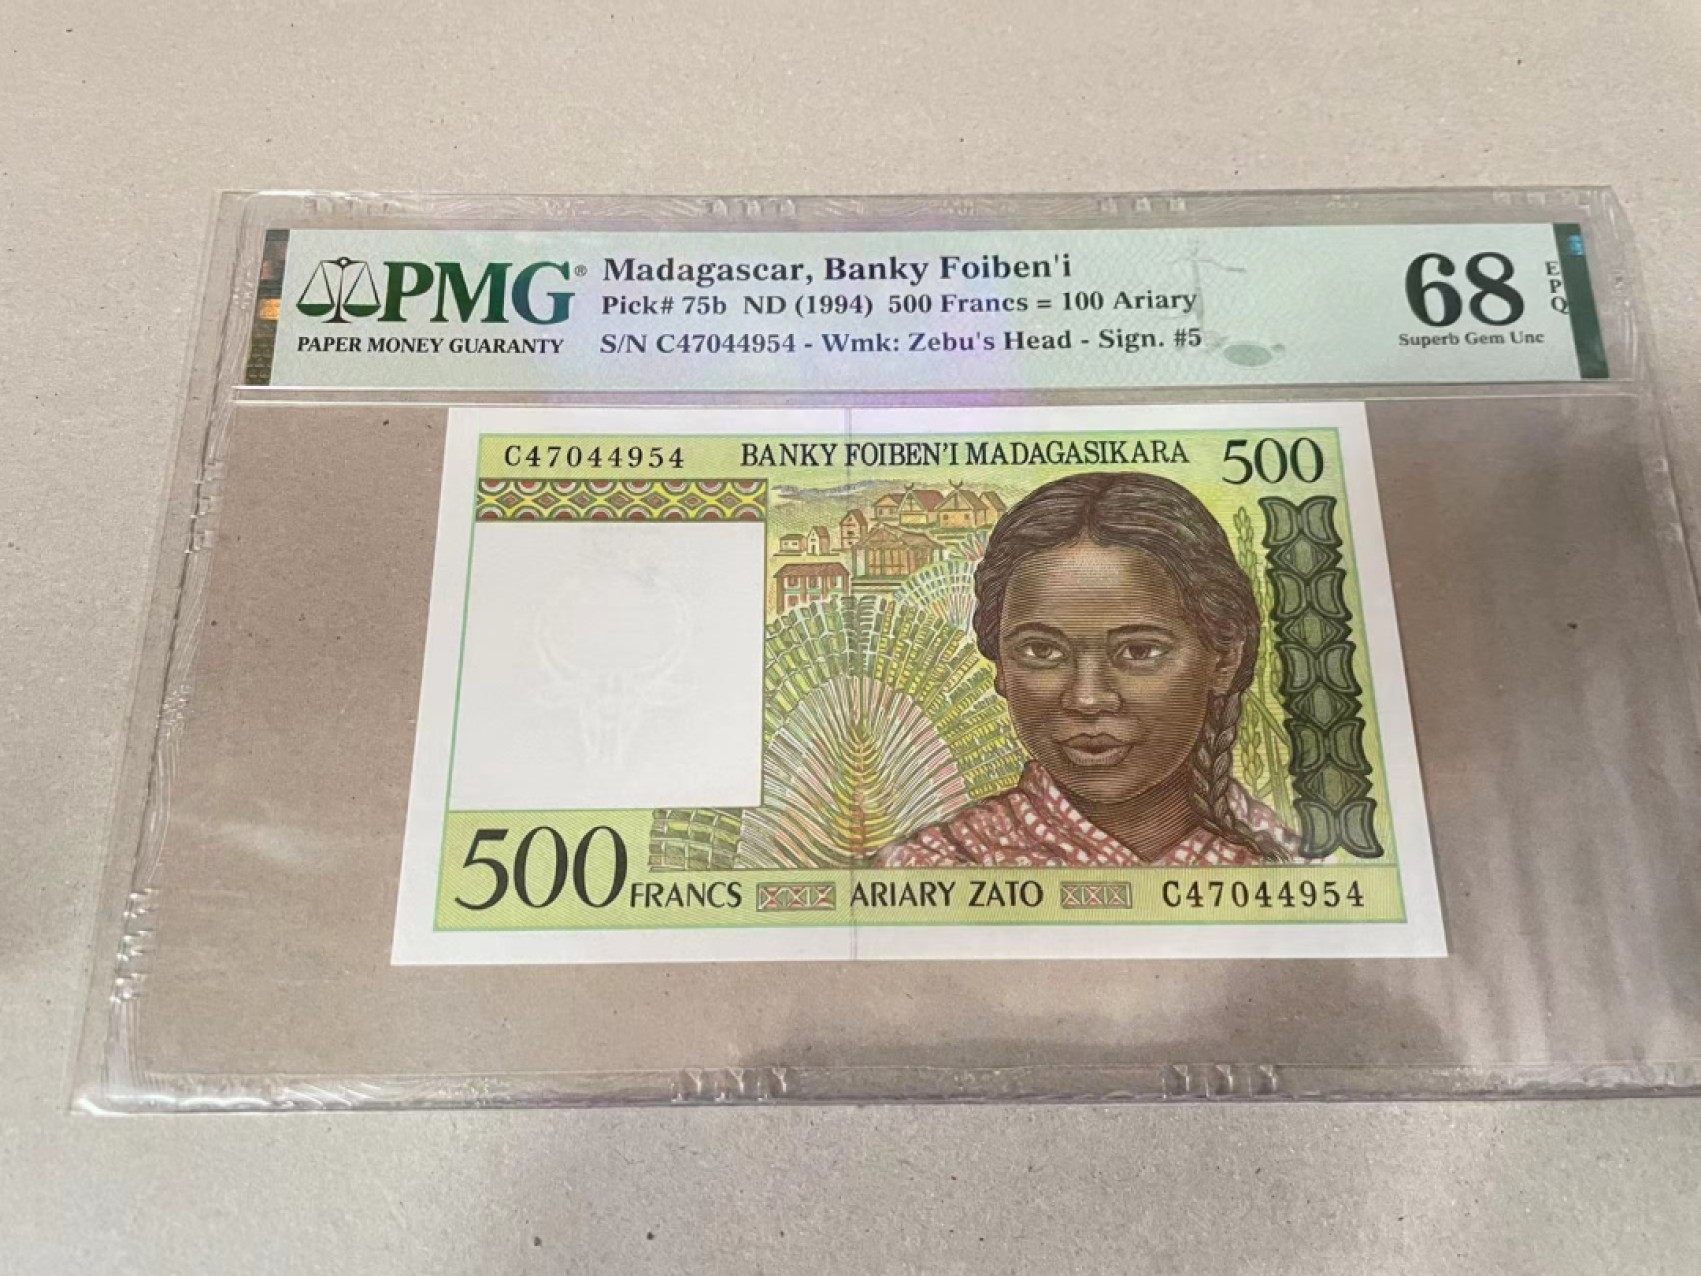 PMG®
PAPER MONEY GUARANTY
Madagascar, Banky Foiben'i
Pick# 75b ND (1994) 500 Francs = 100 Ariary
S/N C47044954 - Wmk: Zebu's Head - Sign. #5
68
EPQ
Superb Gem Unc
C47044954
BANKY FOIBEN'I MADAGASIKARA
500
500 FRANCS
ARIARY ZATO
C47044954